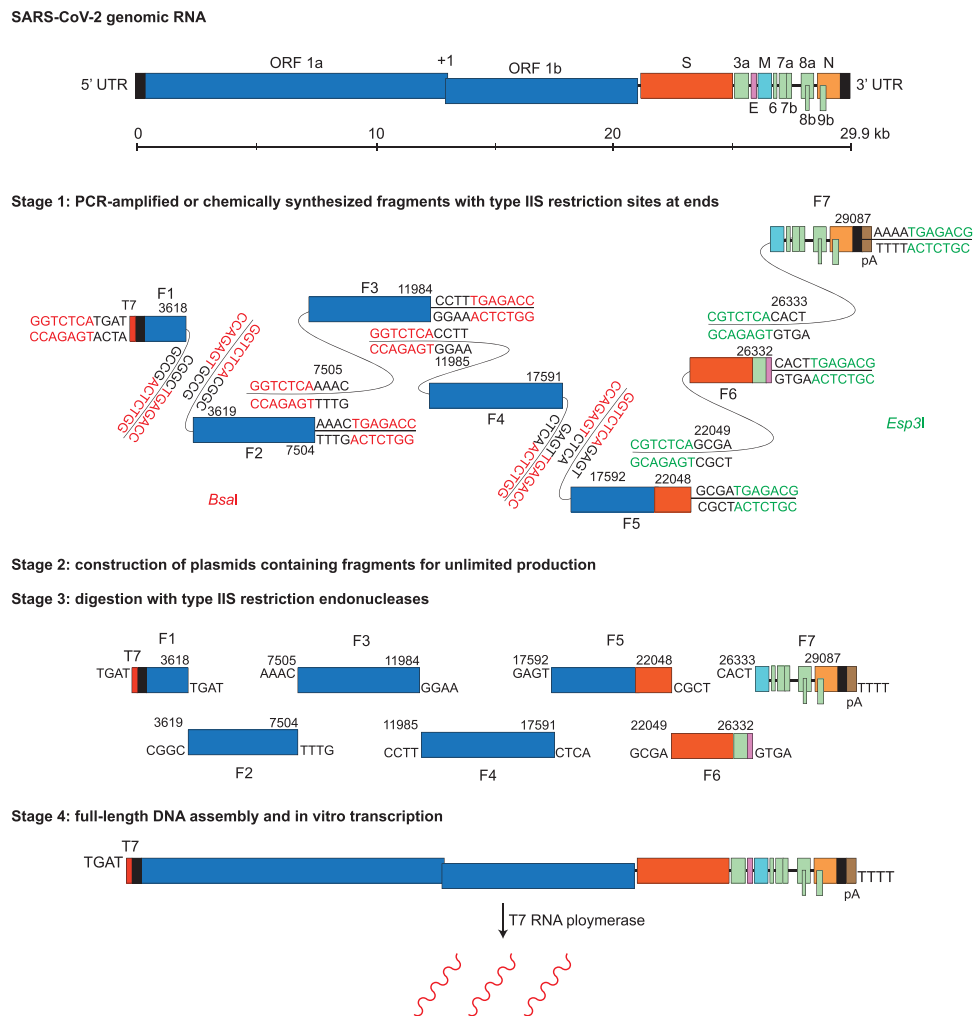 SARS-CoV-2 genomic RNA
5' UTR
ORF 1a
+1
ORF 1b
S
3a
M
7a
8a
N
3' UTR
E
6
7b
8b
9b
0
10
20
29.9 kb
Stage 1: PCR-amplified or chemically synthesized fragments with type IIS restriction sites at ends
F7
29087
AAAATGAGACG
TTTTACTCTGC
pA
T7
F1
3618
GGTCTCATGAT
CCAGAGTACTA
CGGCTGAGACC
GCCGACTCTGG
GGTCTCACGGC
CCAGAGTGCCG
F3
11984
CCTTTGAGACC
GGAAACTCTGG
GGTCTCACCTT
CCAGAGTGGAA
11985
26333
CGTCTCACACT
GCAGAGTGTGA
7505
GGTCTCAAAAC
CCAGAGTTTTG
3619
AAACTGAGACC
TTTGACTCTGG
7504
F2
17591
F4
GAGTTGAGACC
CTCAACTCTGG
GGTCTCAGAGT
CCAGAGTCTCA
26332
CACTTGAGACG
GTGAACTCTGC
F6
22049
CGTCTCAGCGA
GCAGAGTCGCT
17592
22048
GCGATGAGACG
CGCTACTCTGC
F5
BsaI
Esp3I
Stage 2: construction of plasmids containing fragments for unlimited production
Stage 3: digestion with type IIS restriction endonucleases
F1
F3
F5
F7
T7
3618
TGAT
TGAT
7505
11984
AAAC
GGAA
17592
22048
GAGT
CGCT
26333
29087
CACT
TTTT
pA
3619
7504
CGGC
TTTG
F2
11985
17591
CCTT
CTCA
F4
22049
26332
GCGA
GTGA
F6
Stage 4: full-length DNA assembly and in vitro transcription
T7
TGAT
TTTT
pA
T7 RNA ploymerase